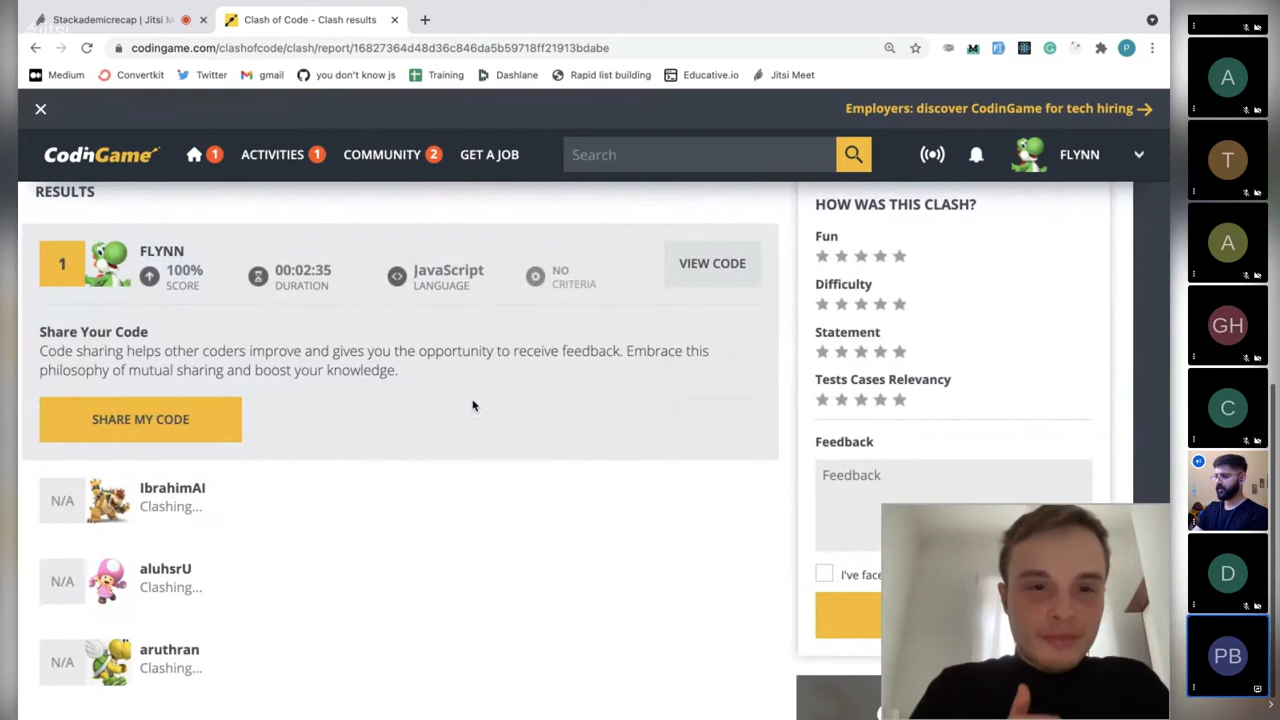 Stackademicrecap | Jitsi M
Clash of Code - Clash results
codingame.com/clashofcode/clash/report/16827364d48d36c846da5b59718ff21913bdabe
P
Medium
Convertkit
Twitter
gmail
you don't know js
Training
Dashlane
Rapid list building
Educative.io
Jitsi Meet
Employers: discover CodinGame for tech hiring
CODINGAME
1
ACTIVITIES 1
COMMUNITY 2
GET A JOB
Search
FLYNN
RESULTS
1
FLYNN
100%
SCORE
00:02:35
DURATION
JavaScript
LANGUAGE
NO
CRITERIA
VIEW CODE
Share Your Code
Code sharing helps other coders improve and gives you the opportunity to receive feedback. Embrace this
philosophy of mutual sharing and boost your knowledge.
SHARE MY CODE
N/A
IbrahimAI
Clashing...
N/A
aluhsrU
Clashing...
N/A
aruthran
Clashing...
HOW WAS THIS CLASH?
Fun
Difficulty
Statement
Tests Cases Relevancy
Feedback
Feedback
I've face
A
T
A
GH
C
D
PB